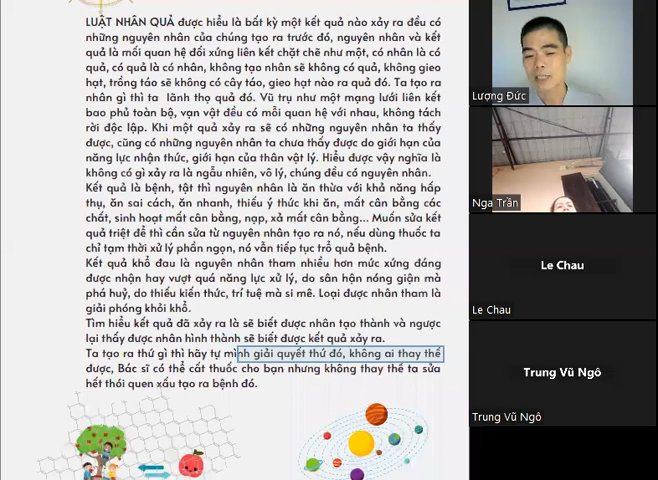 LUẬT NHÂN QUẢ được hiểu là bất kỳ một kết quả nào xảy ra đều có
những nguyên nhân của chúng tạo ra trước đó, nguyên nhân và kết
quả là mối quan hệ đối xứng liên kết chặt chẽ như một, có nhân là có
quả, có quả là có nhân, không tạo nhân sẽ không có quả, không gieo
hạt, trồng táo sẽ không có cây táo, gieo hạt nào ra quả đó. Ta tạo ra
nhân gì thì ta lãnh thọ quả đó. Vũ trụ như một mạng lưới liên kết
bao phủ toàn bộ, vạn vật đều có mỗi quan hệ với nhau, không tách
rời độc lập. Khi một quả xảy ra sẽ có những nguyên nhân ta thấy
được, cũng có những nguyên nhân ta chưa thấy được do giới hạn của
năng lực nhận thức, giới hạn của thân vật lý. Hiểu được vậy nghĩa là
không có gì xảy ra là ngẫu nhiên, vô lý, chúng đều có nguyên nhân.
Kết quả là bệnh, tật thì nguyên nhân là ăn thừa với khả năng hấp
thụ, ăn sai cách, ăn nhanh, thiếu ý thức khi ăn, mất cân bằng các
chất, sinh hoạt mất cân bằng, nạp, xả mất cân bằng... Muốn sửa kết
quả triệt để thì cần sửa từ nguyên nhân tạo ra nó, nếu dùng thuốc ta
chỉ tạm thời xử lý phần ngọn, nó vẫn tiếp tục trổ quả bệnh.
Kết quả khổ đau là nguyên nhân tham nhiều hơn mức xứng đáng
được nhận hay vượt quá năng lực xử lý, do sân hận nóng giận mà
phá huỷ, do thiếu kiến thức, trí tuệ mà si mê. Loại được nhân tham là
giải phóng khỏi khổ.
Tìm hiểu kết quả đã xảy ra là sẽ biết được nhân tạo thành và ngược
lại thấy được nhân hình thành sẽ biết được kết quả xảy ra.
Ta tạo ra thứ gì thì hãy tự mình giải quyết thứ đó, không ai thay thế
được, Bác sĩ có thể cắt thuốc cho bạn nhưng không thay thế ta sửa
hết thói quen xấu tạo ra bệnh đó.
Lượng Đức
Nga Trần
Le Chau
Le Chau
Trung Vũ Ngô
Trung Vũ Ngô